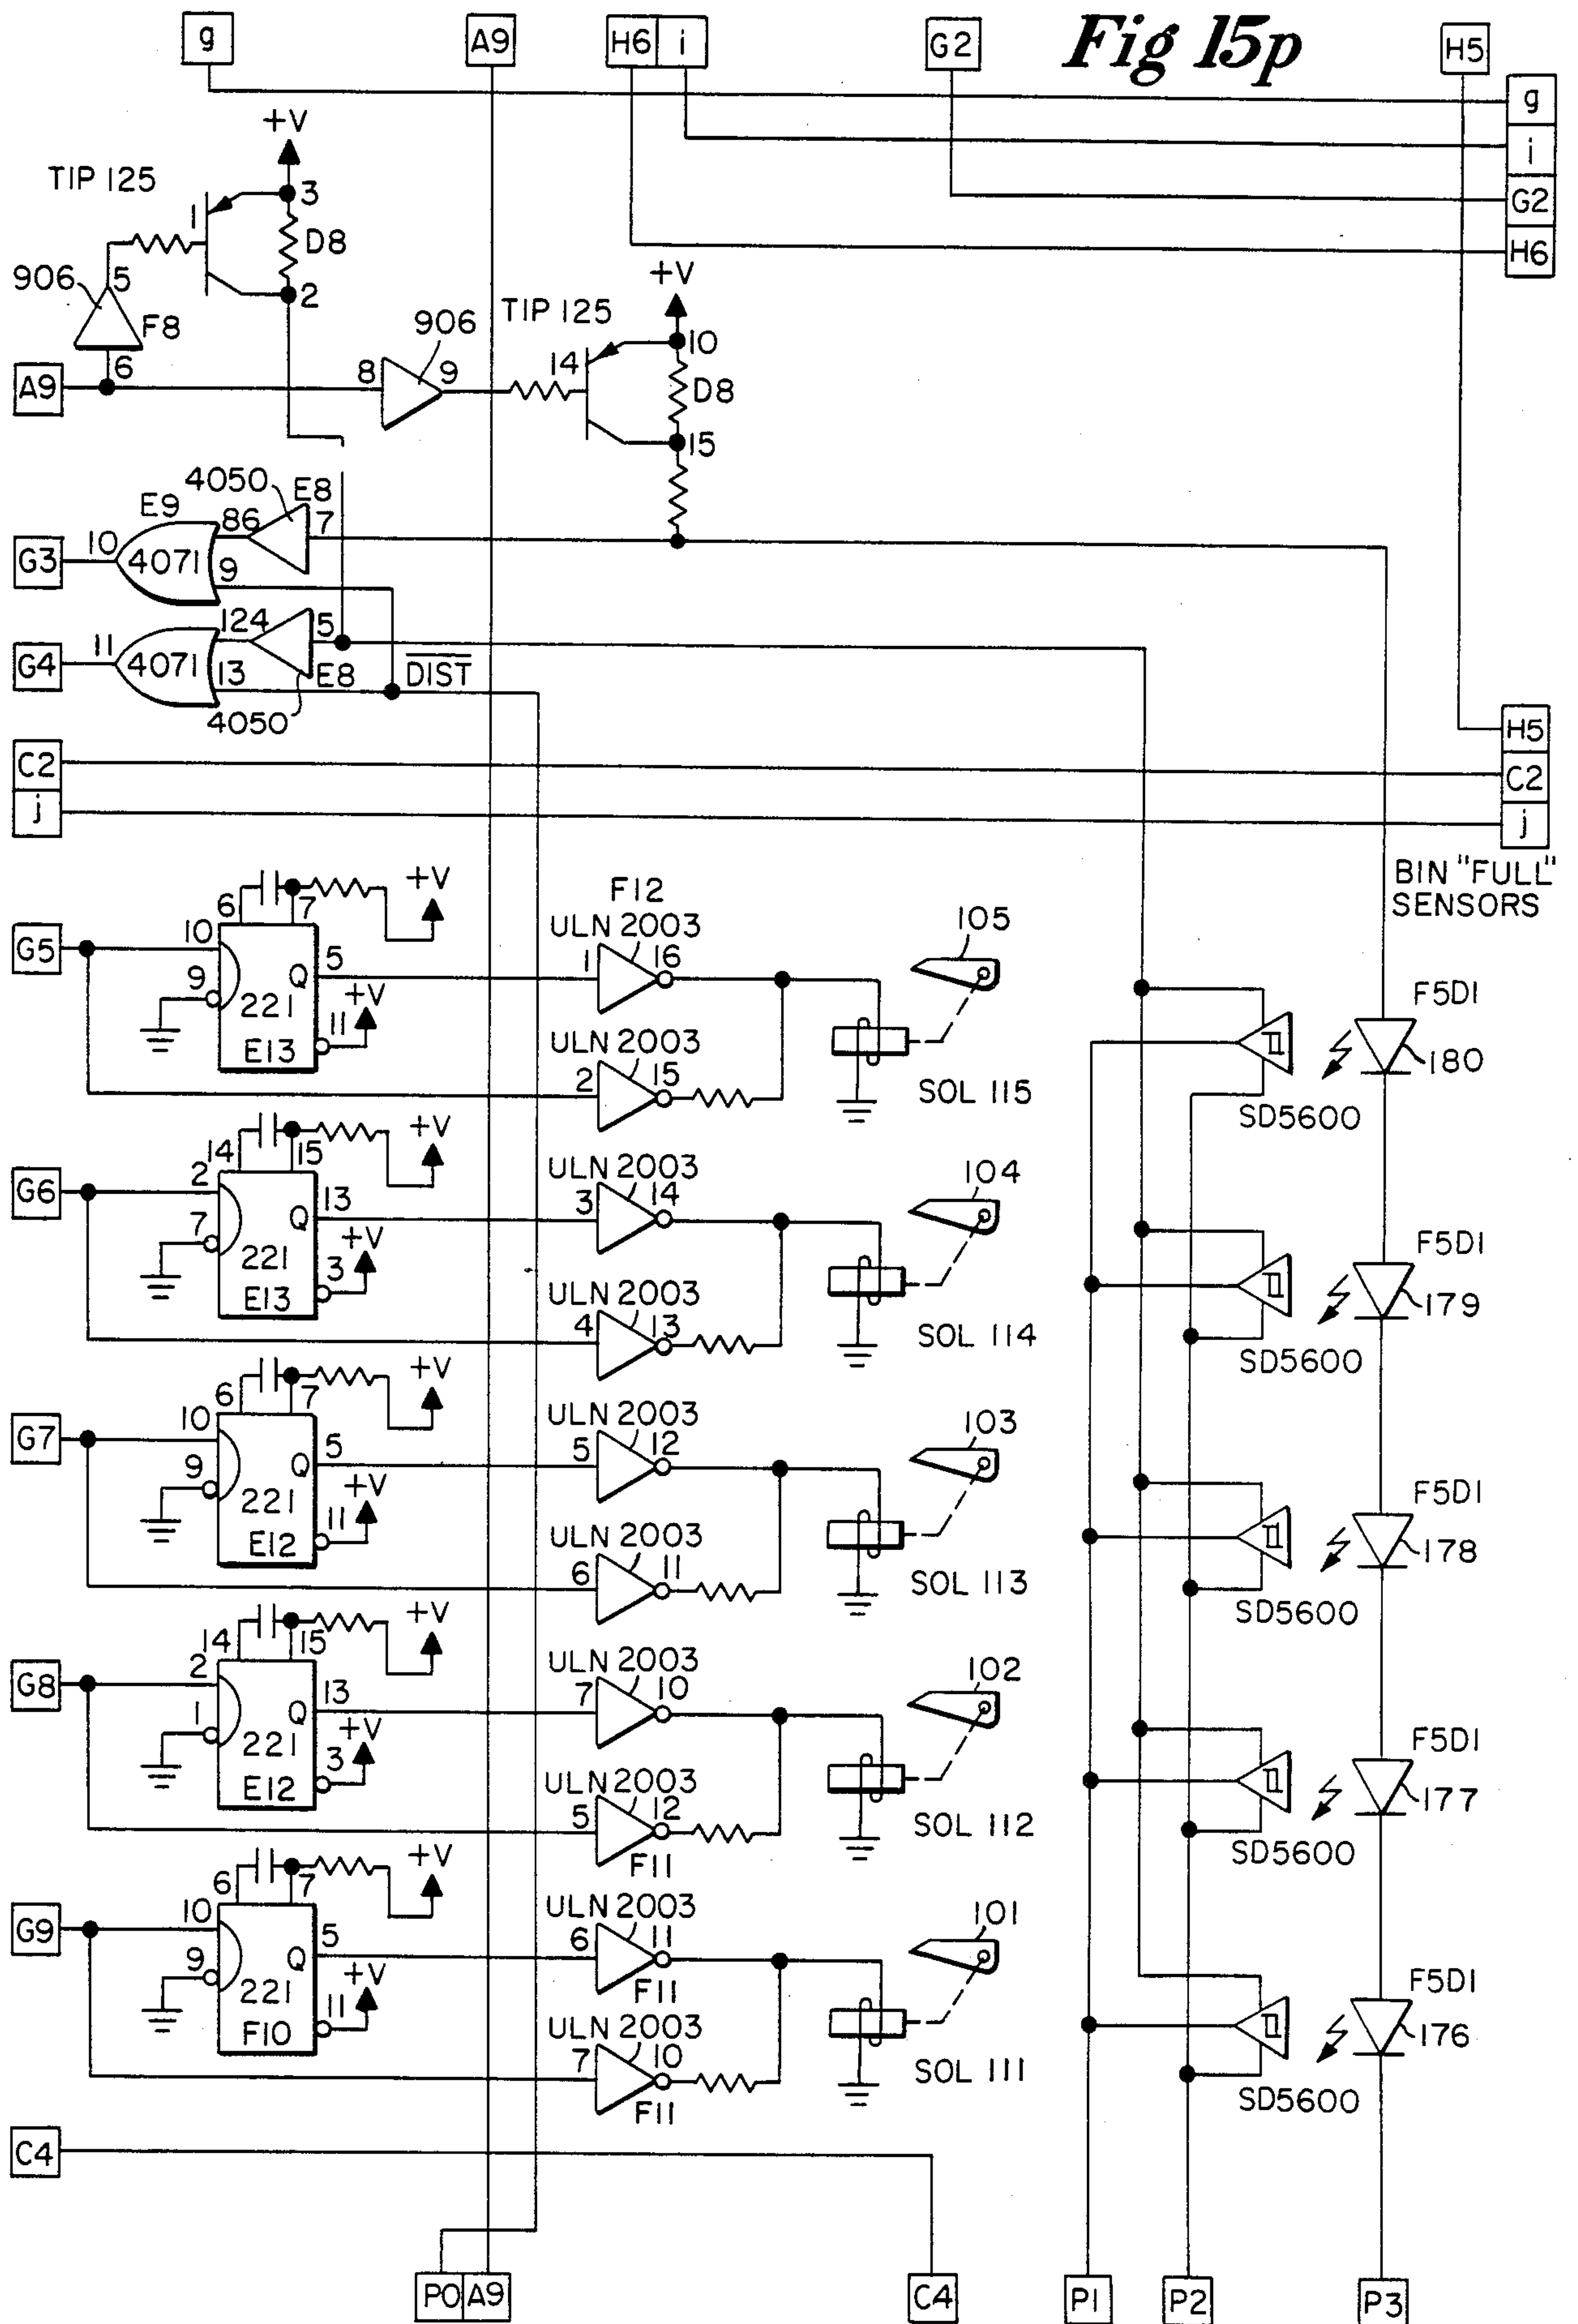 Fig 15p
g A9 H6 i G2 H5
g
i
G2
H6
+V
TIP 125
1 3
D8
2
906 5
F8
6
A9
+V
TIP 125
906
8 9 14 10
D8
15
4050 E8
E9
86 7
G3 10 4071 9
124 5
G4 11 4071 13
E8 DIST
4050
H5
C2 C2
j j
BIN "FULL"
SENSORS
+V
6 7
F12
ULN 2003
105
G5 10 5 1 16
9 Q +V
221 11
E13
ULN 2003
2 15
SOL 115
F5D1
180
SD5600
+V
14 15
ULN 2003
104
G6 2 13 3 14
7 Q +V
221 3
E13
ULN 2003
4 13
SOL 114
F5D1
179
SD5600
+V
6 7
ULN 2003
103
G7 10 5 5 12
9 Q +V
221 11
E12
ULN 2003
6 11
SOL 113
F5D1
178
SD5600
+V
14 15
ULN 2003
102
G8 2 13 7 10
1 Q +V
221 3
E12
ULN 2003
5 12
F11
SOL 112
F5D1
177
SD5600
+V
6 7
ULN 2003
101
G9 10 5 6 11
9 Q +V
F11
221 11
F10
ULN 2003
7 10
F11
SOL 111
F5D1
176
SD5600
C4
P0 A9 C4 P1 P2 P3